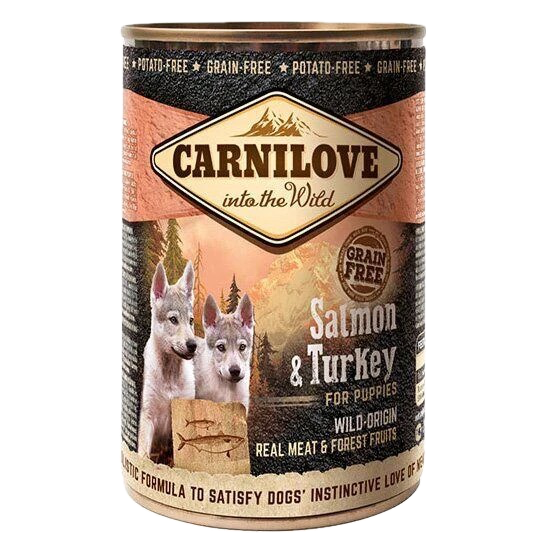 ★ POTATO-FREE ★ GRAIN-FREE ★ POTATO-FREE ★ GRAIN-FREE
CARNILOVE
into the Wild
GRAIN
FREE
Salmon
& Turkey
FOR PUPPIES
WILD-ORIGIN
REAL MEAT & FOREST FRUITS
FORMULA TO SATISFY DOGS' INSTINCTIVE LOVE OF